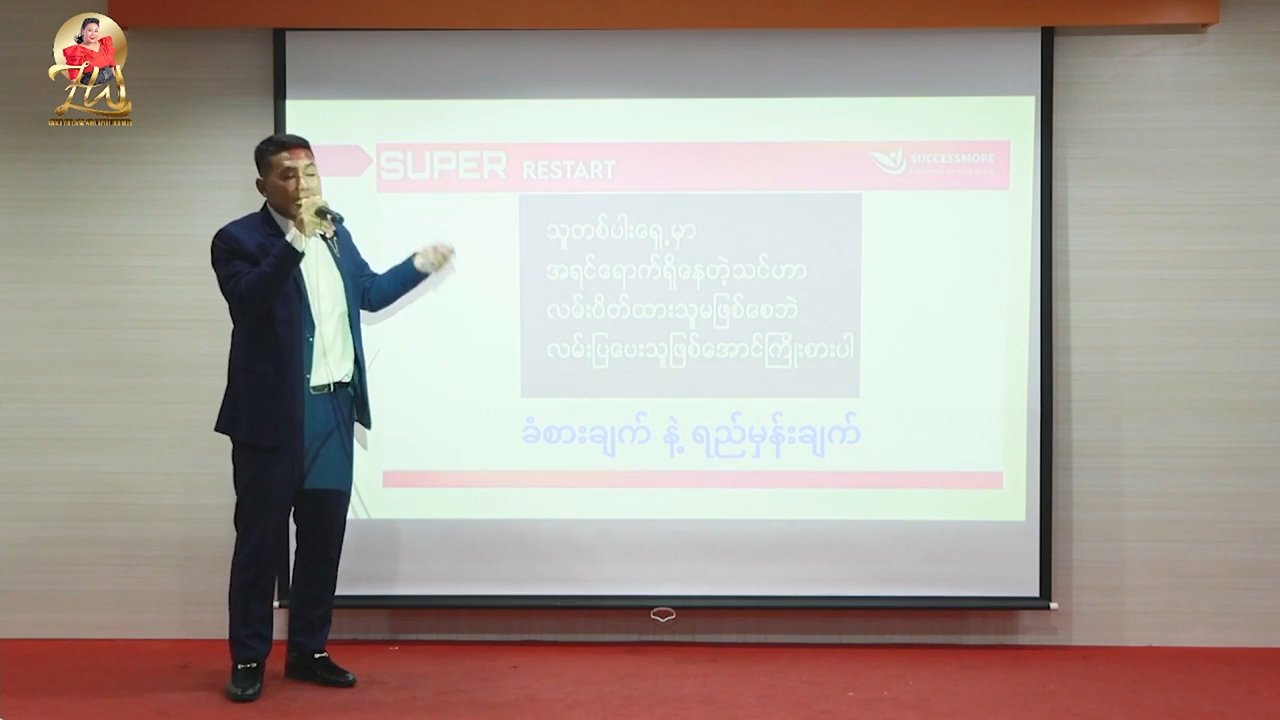 SUPER RESTART
SUCCESSMORE
သူတစ်ပါးရှေ့မှာ
အရင်ရောက်ရှိနေတဲ့သင်ဟာ
လမ်းပိတ်ထားသူမဖြစ်စေဘဲ
လမ်းပြပေးသူဖြစ်အောင်ကြိုးစားပါ
ခံစားချက် နဲ့ ရည်မှန်းချက်